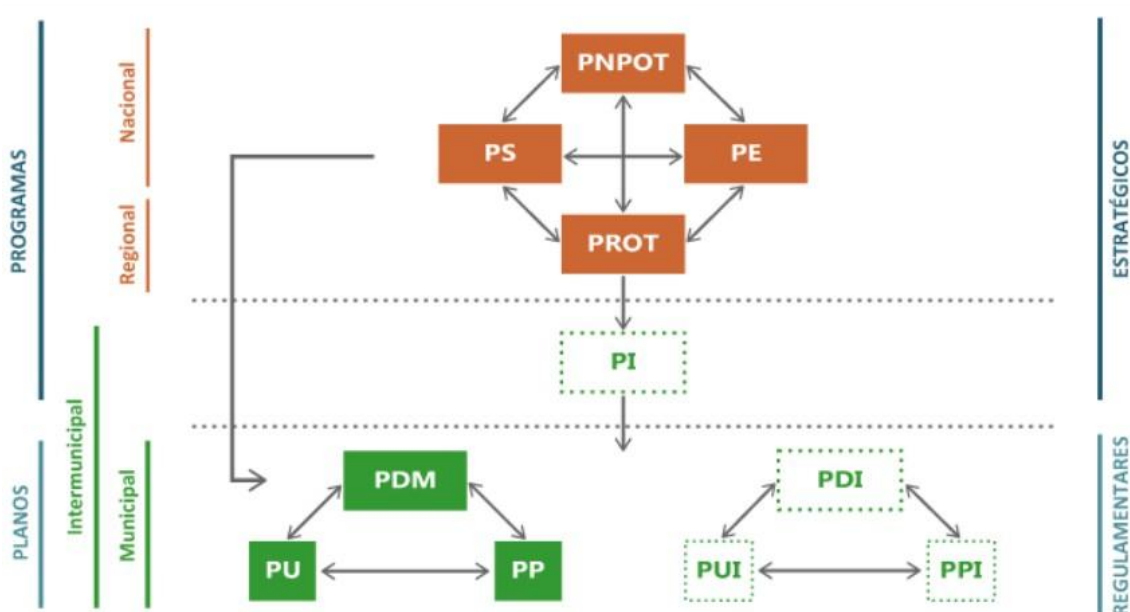 PROGRAMAS
Nacional
Regional
PNPOT
PS
PE
PROT
ESTRATÉGICOS
PI
Intermunicipal
PLANOS
Municipal
PDM
PU
PP
PDI
PUI
PPI
REGULAMENTARES